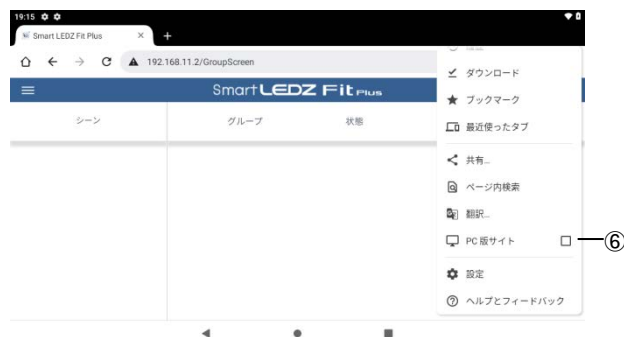 19:15
Smart LEDZ Fit Plus × +
192.168.11.2/GroupScreen
Smart LEDZ Fit Plus
シーン グループ 状態
ダウンロード
ブックマーク
最近使ったタブ
共有...
ページ内検索
翻訳...
PC 版サイト ⑥
設定
ヘルプとフィードバック